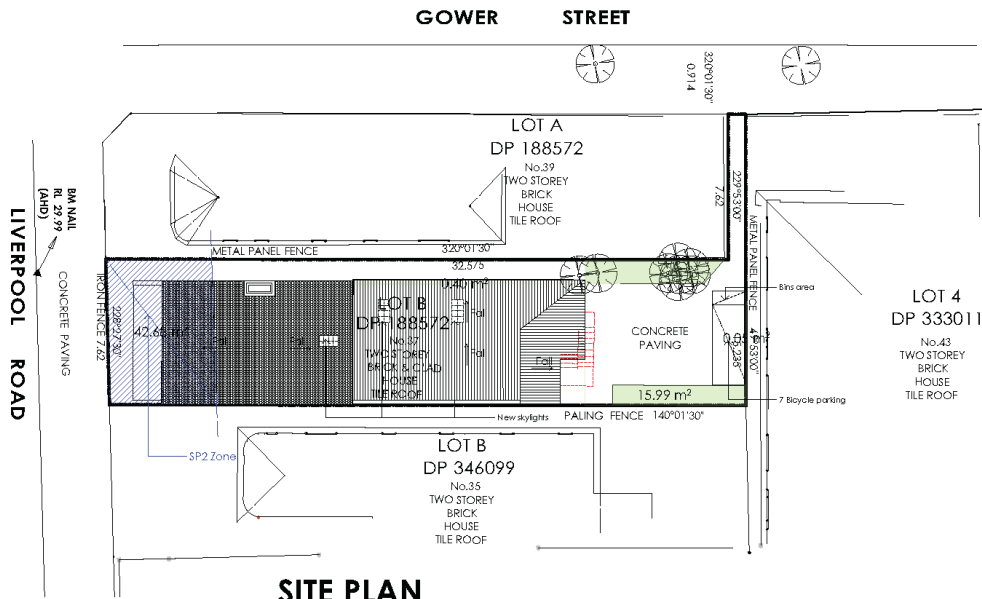 GOWER STREET
320°01'30"
0.914
LOT A
DP 188572
No.39
TWO STOREY
BRICK
HOUSE
TILE ROOF
BM NAIL
RL 29.99
(AHD)
LIVERPOOL ROAD
CONCRETE PAVING
IRON FENCE 7.62
228°27'30"
METAL PANEL FENCE
320°01'30"
32.575
0.40 m²
229°53'00"
7.62
METAL PANEL FENCE
Bins area
LOT B
DP 188572
No.37
TWO STOREY
BRICK & CLAD
HOUSE
TILE ROOF
Fall
Fall
Fall
Fall
CONCRETE
PAVING
15.99 m²
7 Bicycle parking
New skylights
PALING FENCE 140°01'30"
SP2 Zone
LOT 4
DP 333011
No.43
TWO STOREY
BRICK
HOUSE
TILE ROOF
LOT B
DP 346099
No.35
TWO STOREY
BRICK
HOUSE
TILE ROOF
SITE PLAN